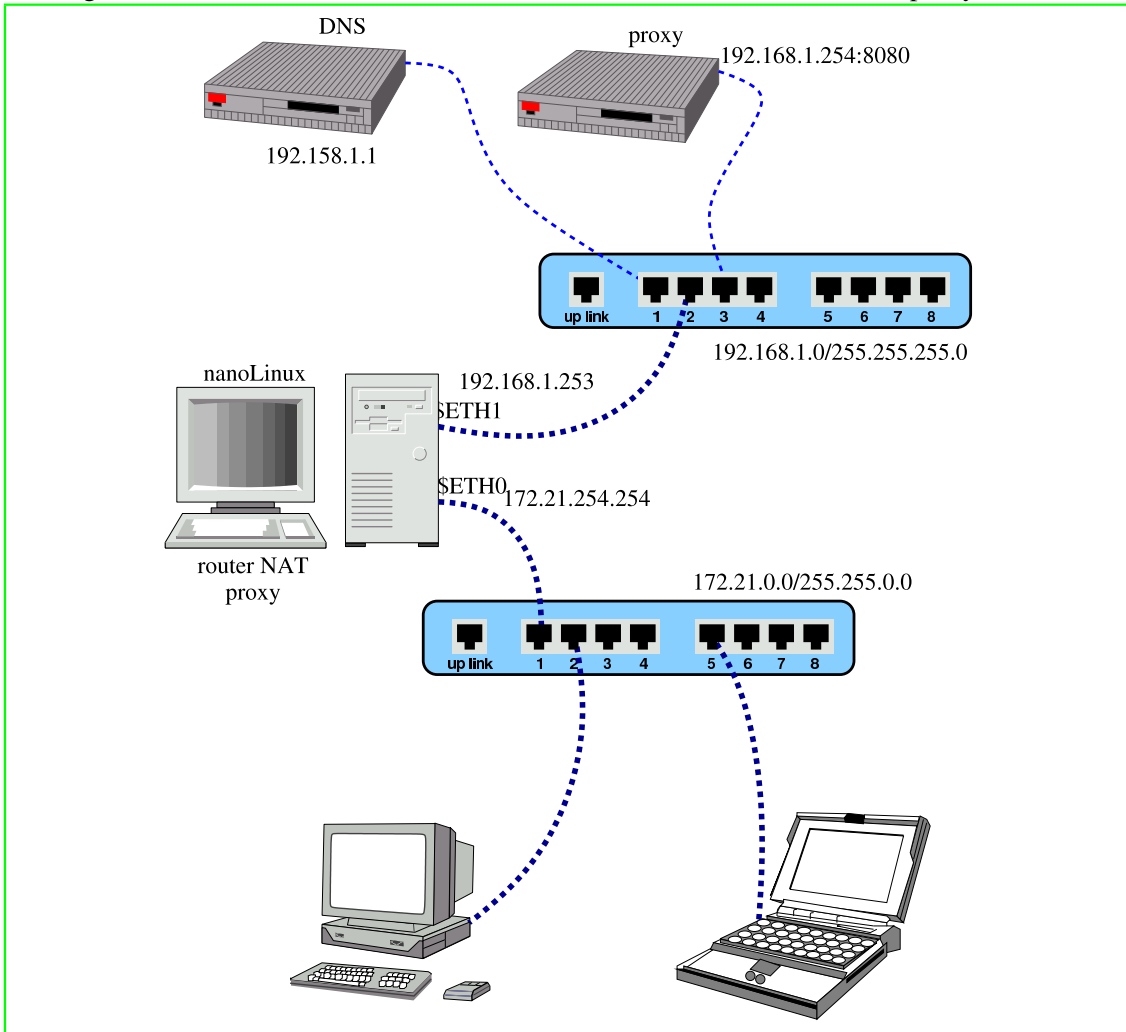 DNS
proxy
192.168.1.254:8080
192.158.1.1
up link 1 2 3 4 5 6 7 8
192.168.1.0/255.255.255.0
nanoLinux
192.168.1.253
$ETH1
$ETH0
172.21.254.254
router NAT
proxy
172.21.0.0/255.255.0.0
up link 1 2 3 4 5 6 7 8